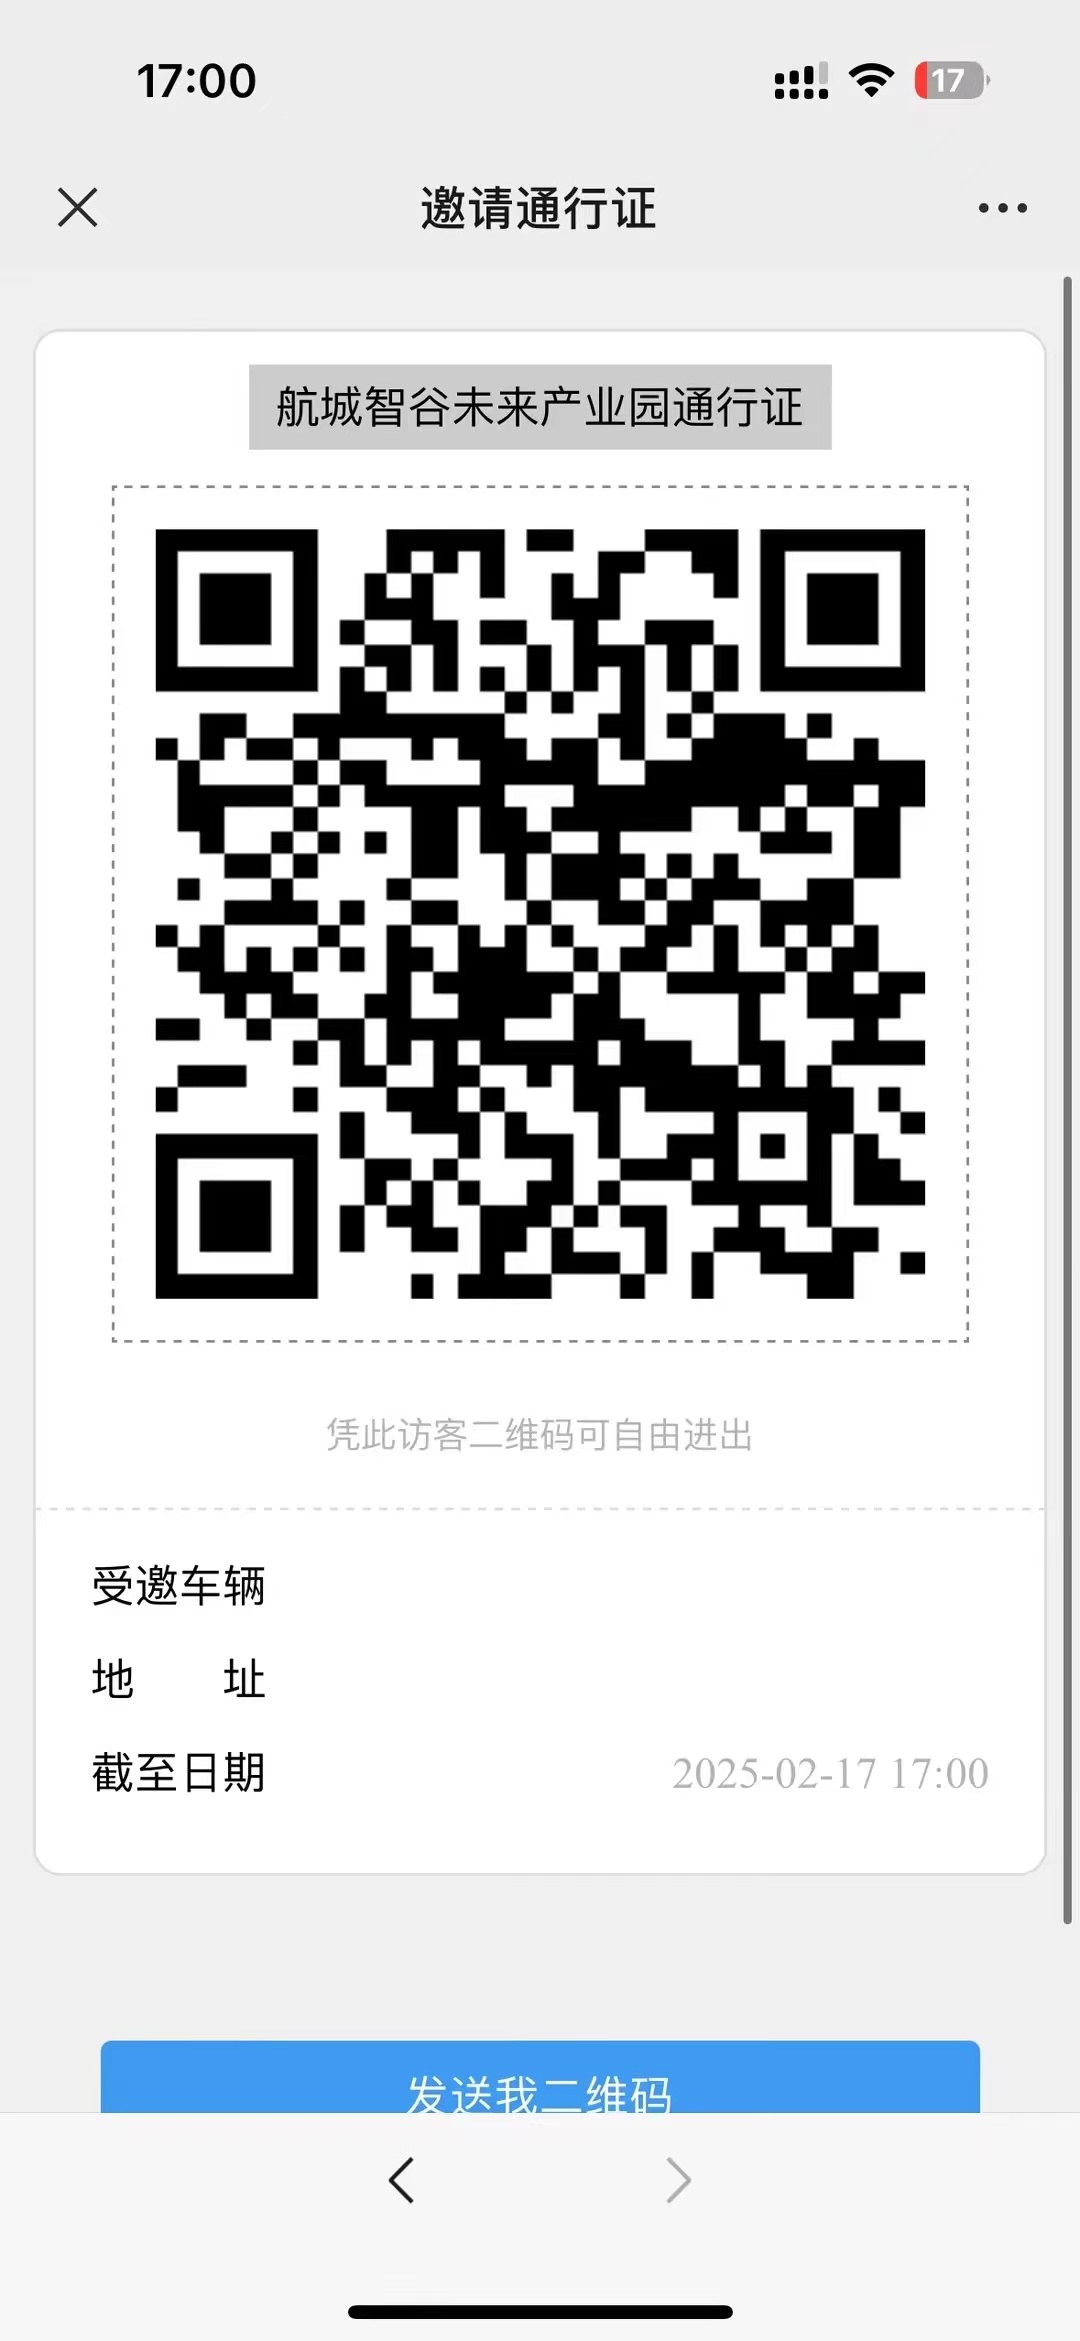 17:00
17
邀请通行证
航城智谷未来产业园通行证
凭此访客二维码可自由进出
受邀车辆
地 址
截至日期 2025-02-17 17:00
发送我二维码